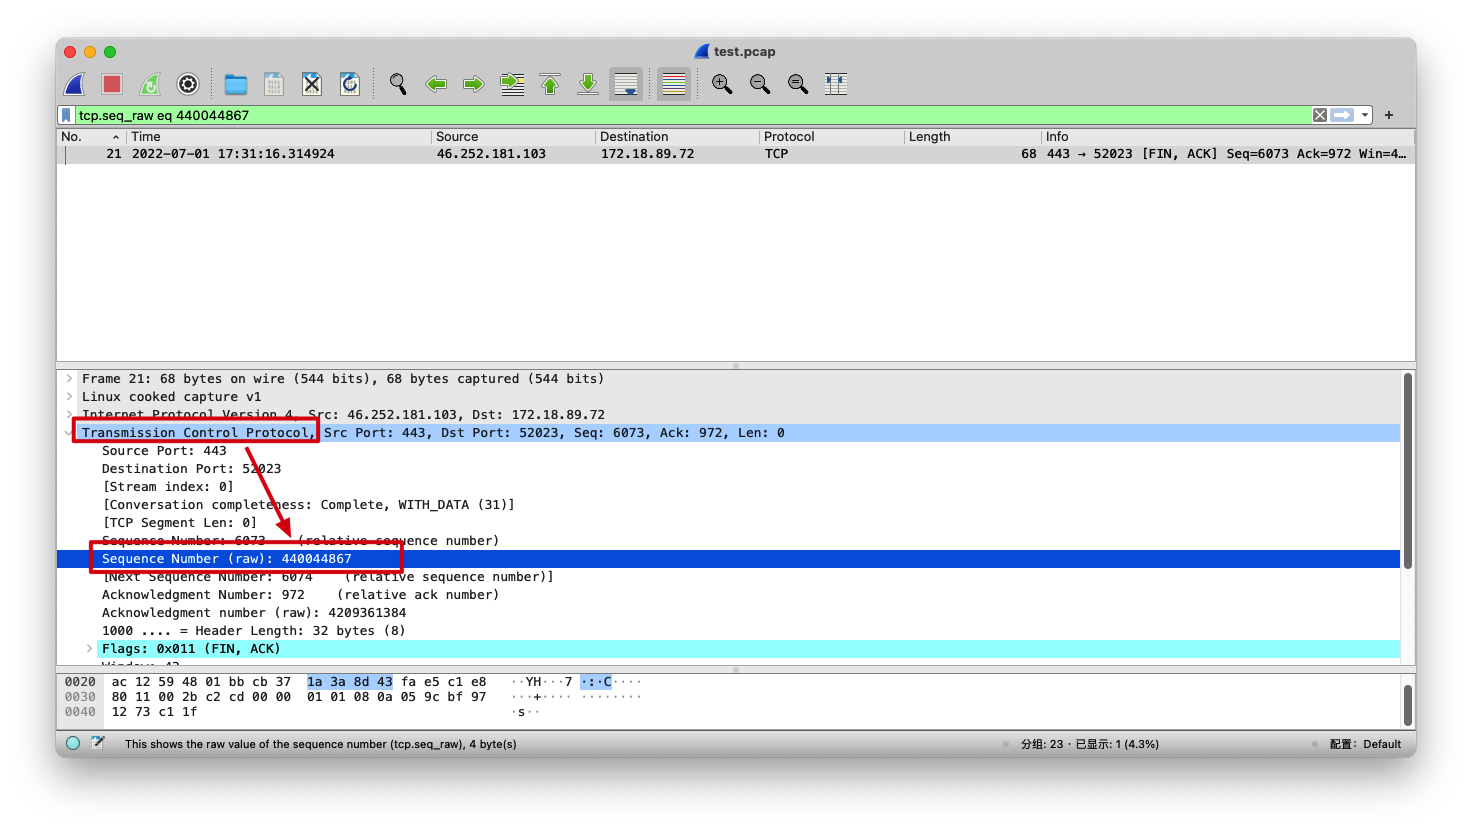 test.pcap
tcp.seq_raw eq 440044867
No. Time Source Destination Protocol Length Info
21 2022-07-01 17:31:16.314924 46.252.181.103 172.18.89.72 TCP 68 443 → 52023 [FIN, ACK] Seq=6073 Ack=972 Win=4…
Frame 21: 68 bytes on wire (544 bits), 68 bytes captured (544 bits)
Linux cooked capture v1
Internet Protocol Version 4, Src: 46.252.181.103, Dst: 172.18.89.72
Transmission Control Protocol, Src Port: 443, Dst Port: 52023, Seq: 6073, Ack: 972, Len: 0
Source Port: 443
Destination Port: 52023
[Stream index: 0]
[Conversation completeness: Complete, WITH_DATA (31)]
[TCP Segment Len: 0]
Sequence Number: 6073 (relative sequence number)
Sequence Number (raw): 440044867
[Next Sequence Number: 6074 (relative sequence number)]
Acknowledgment Number: 972 (relative ack number)
Acknowledgment number (raw): 4209361384
1000 .... = Header Length: 32 bytes (8)
Flags: 0x011 (FIN, ACK)
Window: 43
0020 ac 12 59 48 01 bb cb 37 1a 3a 8d 43 fa e5 c1 e8 ··YH···7 ·:·C····
0030 80 11 00 2b c2 cd 00 00 01 01 08 0a 05 9c bf 97 ···+···· ········
0040 12 73 c1 1f ·s··
This shows the raw value of the sequence number (tcp.seq_raw), 4 byte(s) 分组: 23 · 已显示: 1 (4.3%) 配置: Default